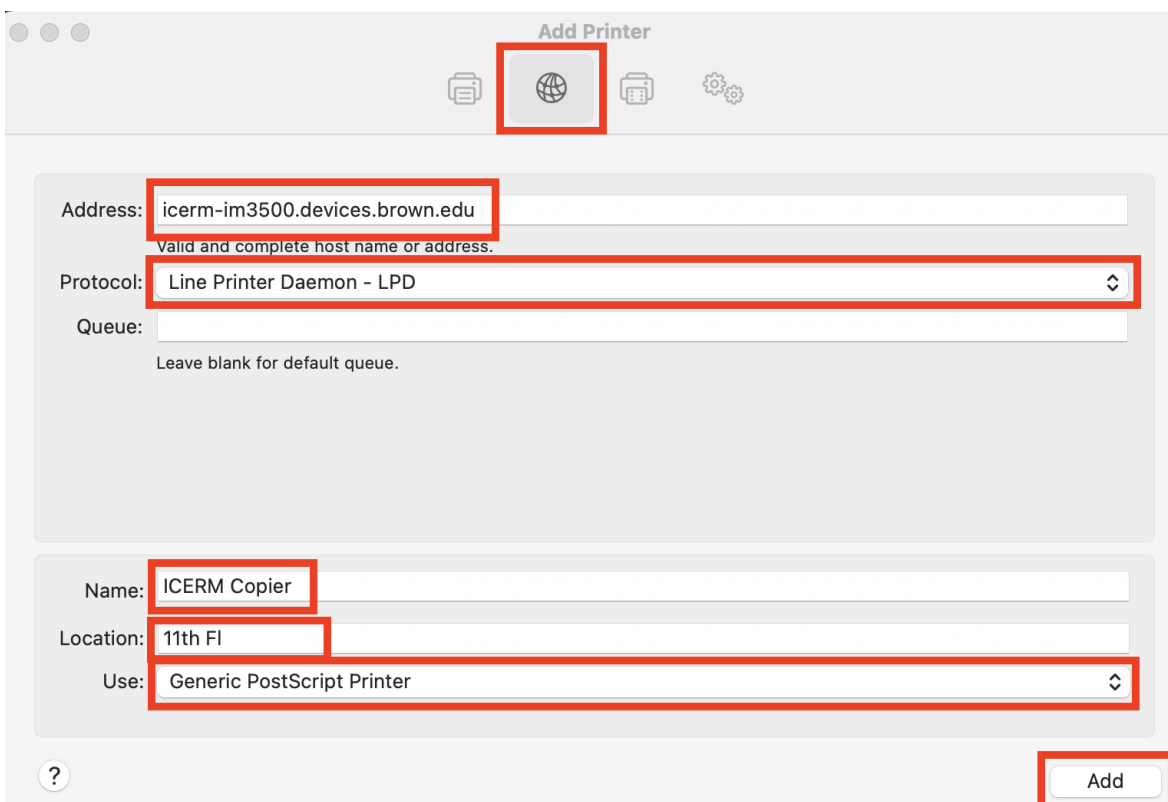 Add Printer
Address: icerm-im3500.devices.brown.edu
Valid and complete host name or address.
Protocol: Line Printer Daemon - LPD
Queue:
Leave blank for default queue.
Name: ICERM Copier
Location: 11th Fl
Use: Generic PostScript Printer
?
Add